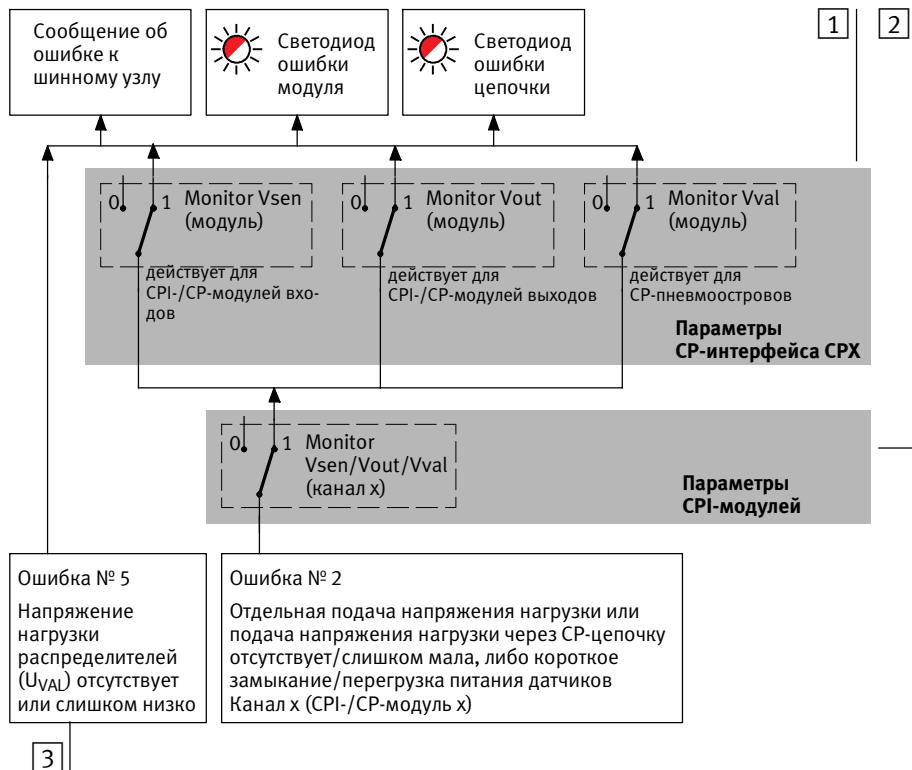 Сообщение об
ошибке к
шинному узлу
Светодиод
ошибки
модуля
Светодиод
ошибки
цепочки
1
2
0
1
Monitor Vsen
(модуль)
0
1
Monitor Vout
(модуль)
0
1
Monitor Vval
(модуль)
действует для
CPI-/CP-модулей вхо-
дов
действует для
CPI-/CP-модулей выходов
действует для
CP-пневмоостровов
Параметры
CP-интерфейса CPX
0
1
Monitor
Vsen/Vout/Vval
(канал x)
Параметры
CPI-модулей
Ошибка № 5
Напряжение
нагрузки
распределителей
(UVAL) отсутствует
или слишком низко
Ошибка № 2
Отдельная подача напряжения нагрузки или
подача напряжения нагрузки через CP-цепочку
отсутствует/слишком мала, либо короткое
замыкание/перегрузка питания датчиков
Канал x (CPI-/CP-модуль x)
3